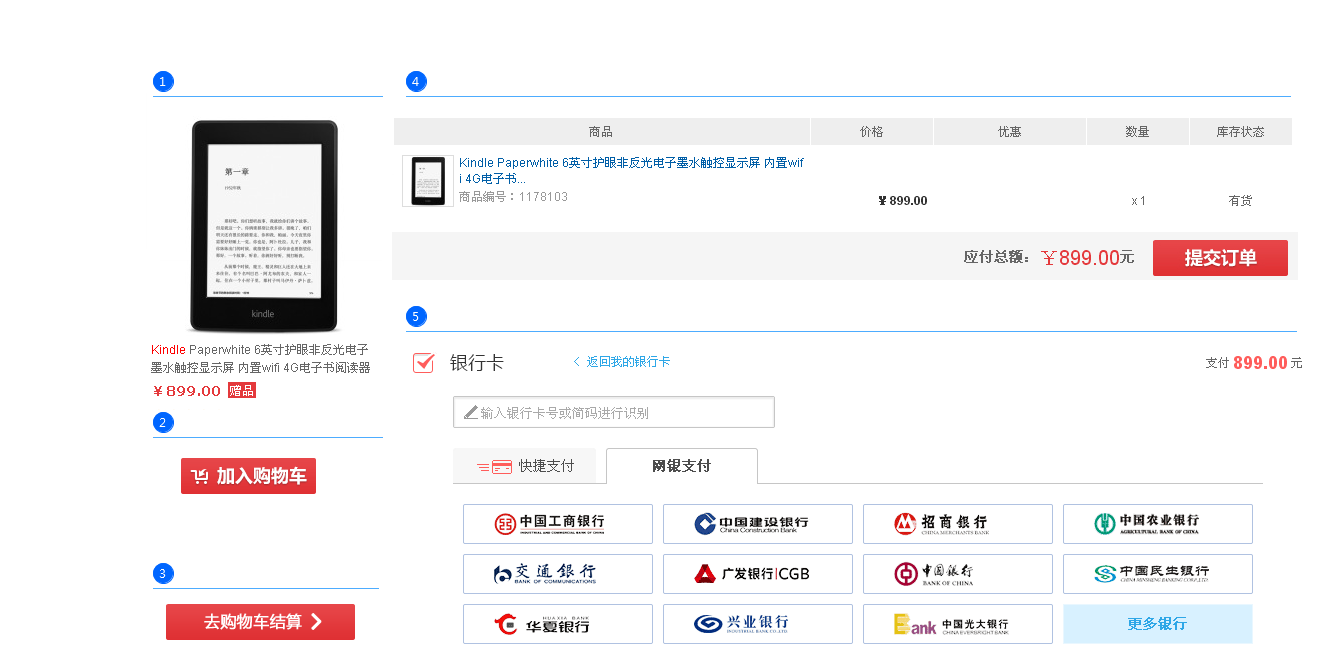 1
第一章
kindle
Kindle Paperwhite 6英寸护眼非反光电子
墨水触控显示屏 内置wifi 4G电子书阅读器
¥899.00 赠品
2
加入购物车
3
去购物车结算
4
商品 价格 优惠 数量 库存状态
Kindle Paperwhite 6英寸护眼非反光电子墨水触控显示屏 内置wif
i 4G电子书...
商品编号：1178103
¥ 899.00 x 1 有货
应付总额： ¥899.00元 提交订单
5
银行卡 < 返回我的银行卡 支付 899.00 元
输入银行卡号或简码进行识别
快捷支付 网银支付
中国工商银行 中国建设银行 招商银行 中国农业银行
INDUSTRIAL AND COMMERCIAL BANK OF CHINA China Construction Bank CHINA MERCHANTS BANK AGRICULTURAL BANK OF CHINA
交通銀行 广发银行|CGB 中国银行 中国民生银行
BANK OF COMMUNICATIONS BANK OF CHINA CHINA MINSHENG BANKING CORP.,LTD
HUAXIA BANK
华夏银行 兴业银行 Bank 中国光大银行 更多银行
INDUSTRIAL BANK CO.,LTD. CHINA EVERBRIGHT BANK